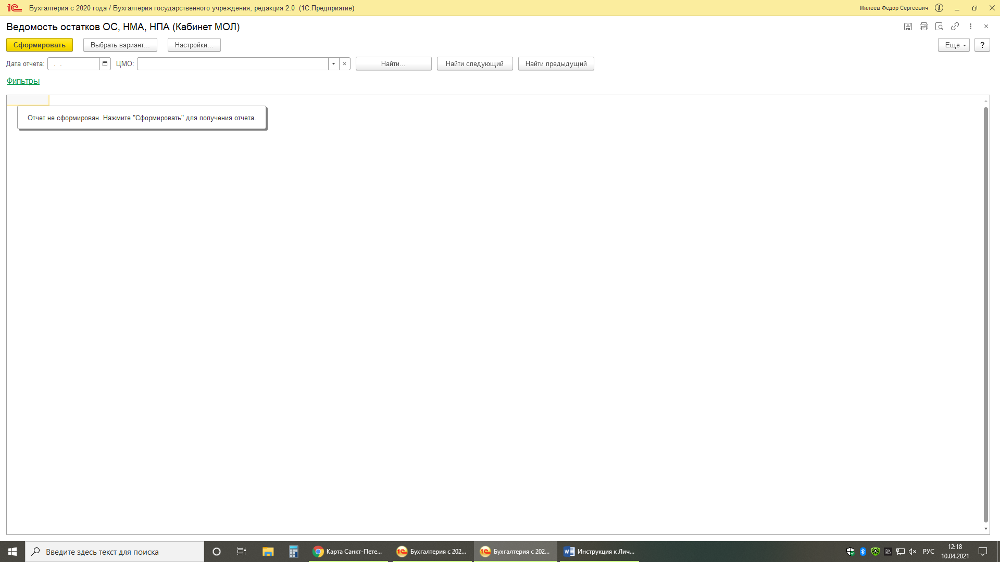 Бухгалтерия с 2020 года / Бухгалтерия государственного учреждения, редакция 2.0 (1С:Предприятие)
Милеев Федор Сергеевич
Ведомость остатков ОС, НМА, НПА (Кабинет МОЛ)
Сформировать
Выбрать вариант...
Настройки...
Еще
?
Дата отчета:
. .
ЦМО:
Найти...
Найти следующий
Найти предыдущий
Фильтры
Отчет не сформирован. Нажмите "Сформировать" для получения отчета.
Введите здесь текст для поиска
Карта Санкт-Пете...
Бухгалтерия с 202...
Бухгалтерия с 202...
Инструкция к Лич...
РУС
12:18
10.04.2021